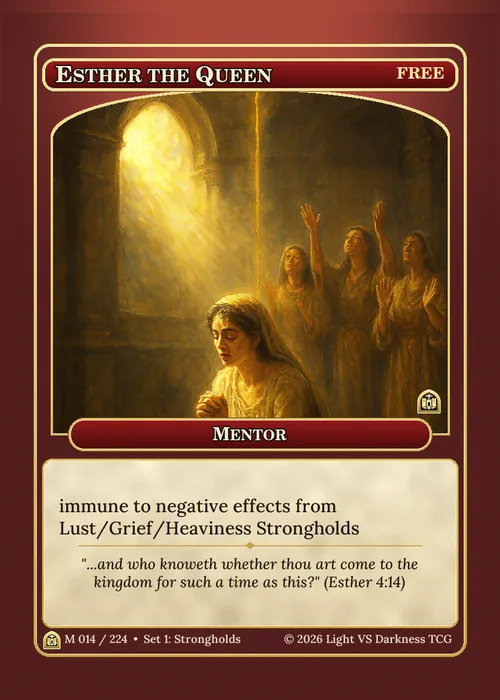 Esther the Queen FREE
Mentor
immune to negative effects from
Lust/Grief/Heaviness Strongholds
"...and who knoweth whether thou art come to the
kingdom for such a time as this?" (Esther 4:14)
M 014 / 224 • Set 1: Strongholds © 2026 Light VS Darkness TCG